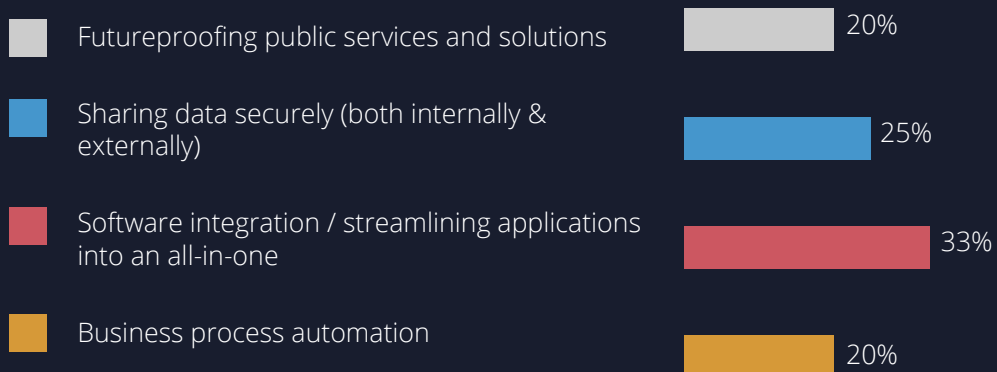 Futureproofing public services and solutions
20%
Sharing data securely (both internally &
externally)
25%
Software integration / streamlining applications
into an all-in-one
33%
Business process automation
20%